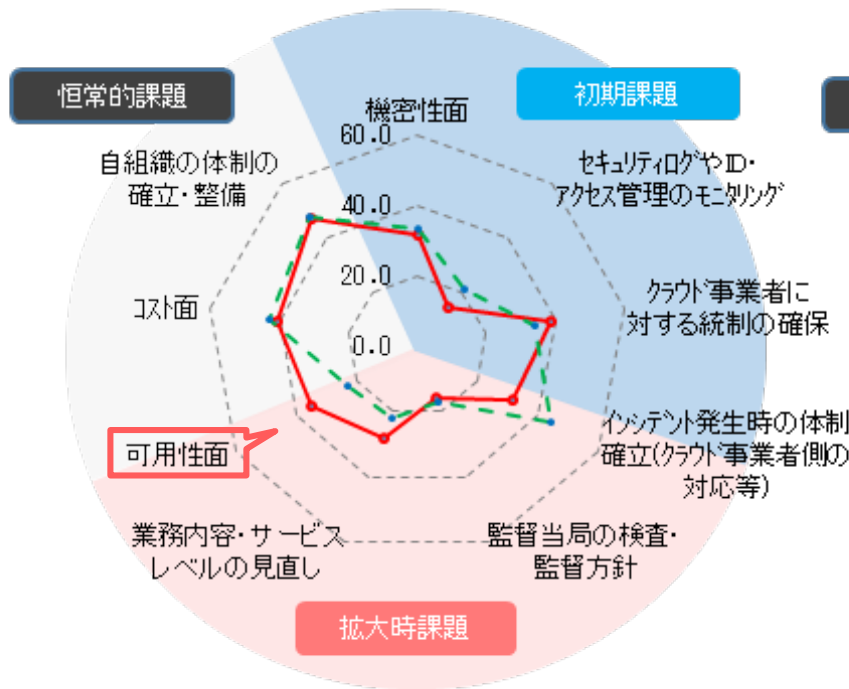 恒常的課題
初期課題
機密性面
60.0
自組織の体制の
確立・整備
セキュリティログやID・
アクセス管理のモニタリング
40.0
20.0
コスト面
クラウド事業者に
対する統制の確保
0.0
インシデント発生時の体制
確立(クラウド事業者側の
対応等)
可用性面
業務内容・サービス
レベルの見直し
監督当局の検査・
監督方針
拡大時課題